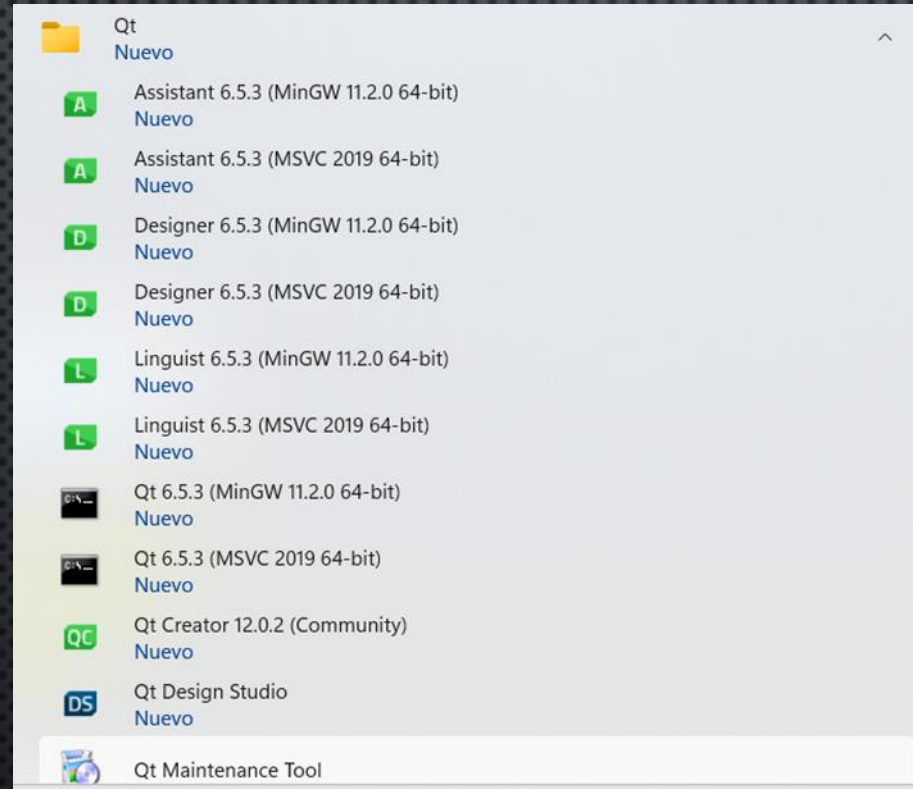 Qt
Nuevo
A
Assistant 6.5.3 (MinGW 11.2.0 64-bit)
Nuevo
A
Assistant 6.5.3 (MSVC 2019 64-bit)
Nuevo
D
Designer 6.5.3 (MinGW 11.2.0 64-bit)
Nuevo
D
Designer 6.5.3 (MSVC 2019 64-bit)
Nuevo
L
Linguist 6.5.3 (MinGW 11.2.0 64-bit)
Nuevo
L
Linguist 6.5.3 (MSVC 2019 64-bit)
Nuevo
C:\_
Qt 6.5.3 (MinGW 11.2.0 64-bit)
Nuevo
C:\_
Qt 6.5.3 (MSVC 2019 64-bit)
Nuevo
QC
Qt Creator 12.0.2 (Community)
Nuevo
DS
Qt Design Studio
Nuevo
Qt Maintenance Tool